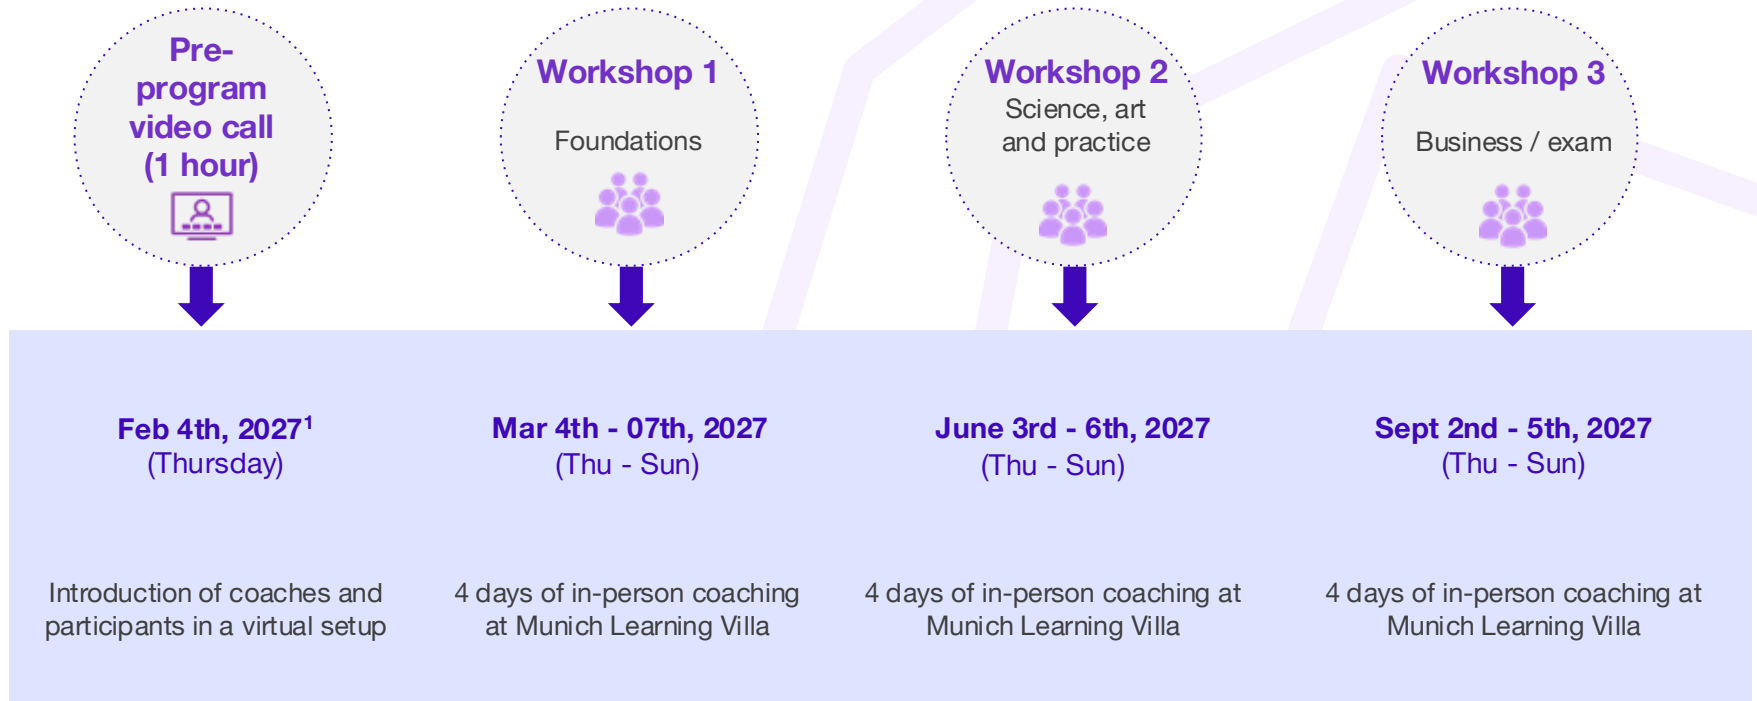 Pre-
program
video call
(1 hour)
Workshop 1
Foundations
Workshop 2
Science, art
and practice
Workshop 3
Business / exam
Feb 4th, 2027¹
(Thursday)
Mar 4th - 07th, 2027
(Thu - Sun)
June 3rd - 6th, 2027
(Thu - Sun)
Sept 2nd - 5th, 2027
(Thu - Sun)
Introduction of coaches and
participants in a virtual setup
4 days of in-person coaching
at Munich Learning Villa
4 days of in-person coaching at
Munich Learning Villa
4 days of in-person coaching at
Munich Learning Villa